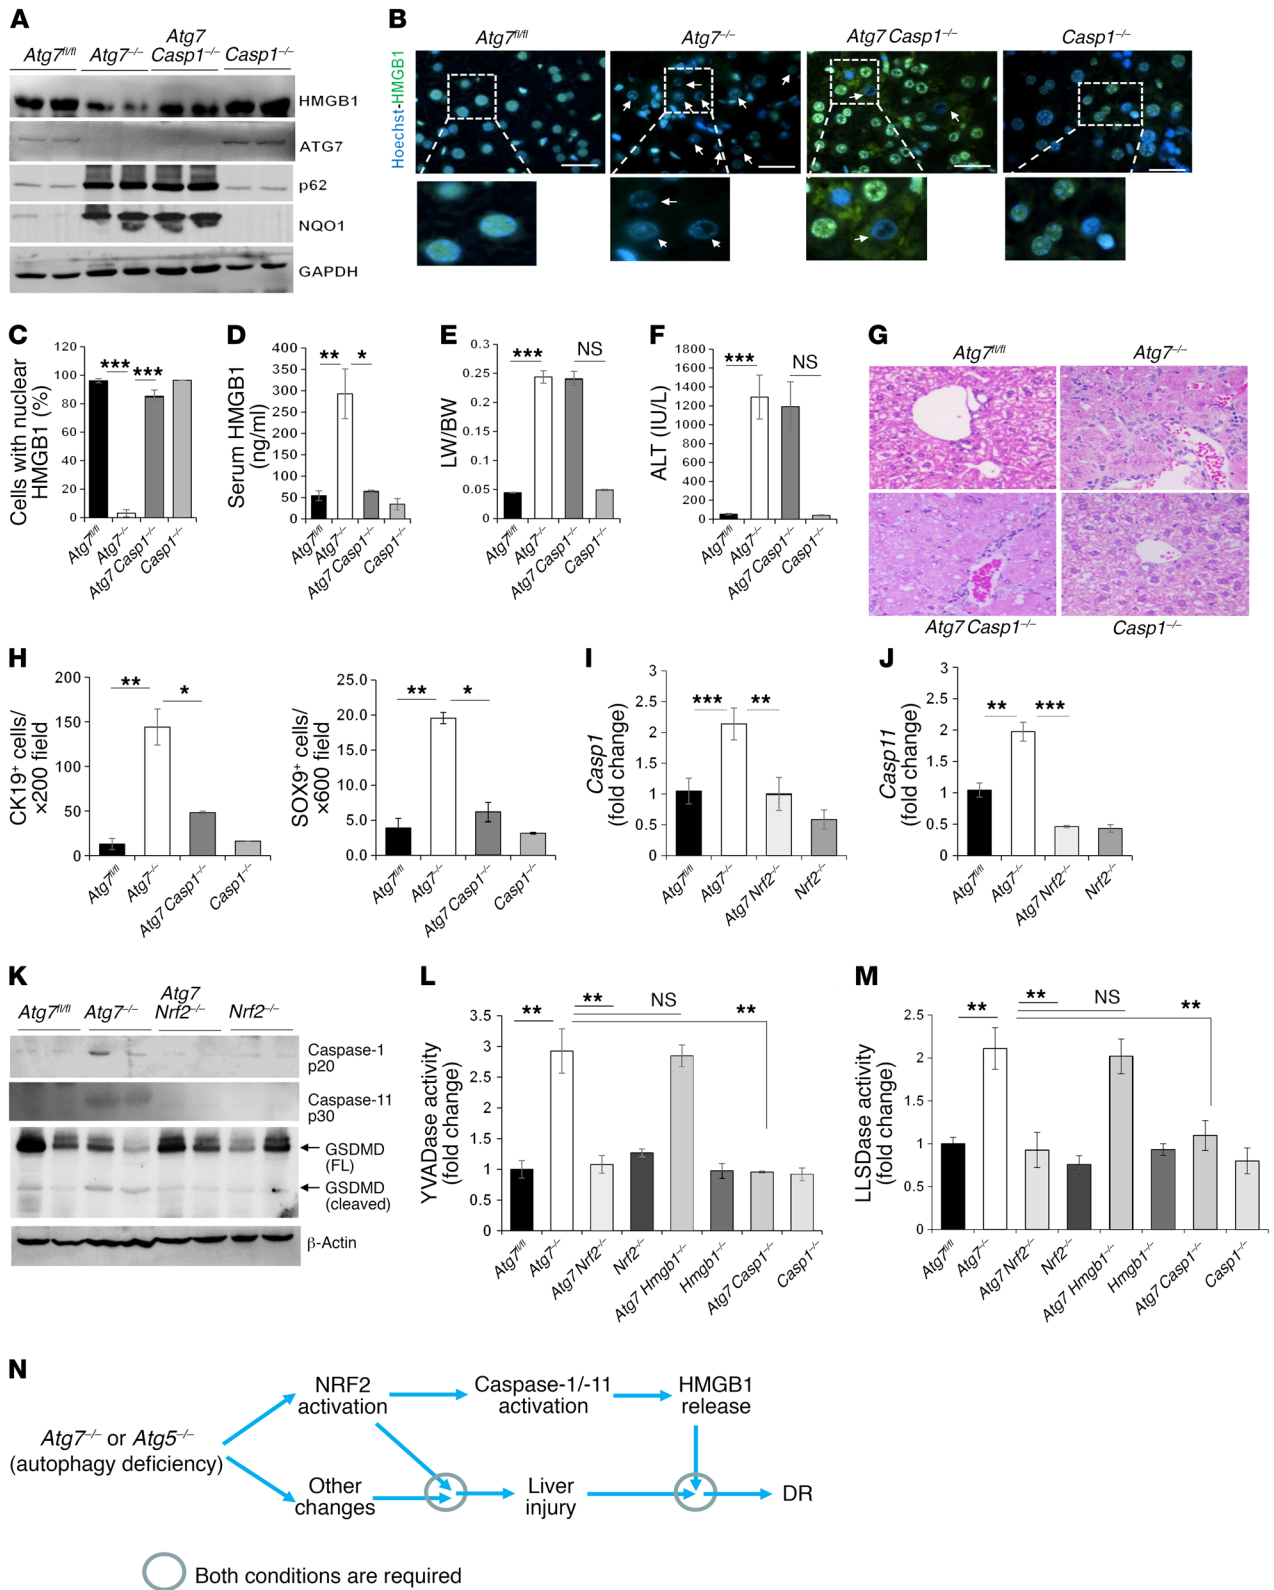 A
Atg7fl/fl
Atg7–/–
Atg7
Casp1–/–
Casp1–/–
HMGB1
ATG7
p62
NQO1
GAPDH
B
Atg7fl/fl
Atg7–/–
Atg7 Casp1–/–
Casp1–/–
Hoechst-HMGB1
C
Cells with nuclear
HMGB1 (%)
120
100
80
60
40
20
0
***
***
Atg7fl/fl
Atg7–/–
Atg7 Casp1–/–
Casp1–/–
D
Serum HMGB1
(ng/ml)
400
350
300
250
200
150
100
50
0
**
*
Atg7fl/fl
Atg7–/–
Atg7 Casp1–/–
Casp1–/–
E
LW/BW
0.3
0.25
0.2
0.15
0.1
0.05
0
***
NS
Atg7fl/fl
Atg7–/–
Atg7 Casp1–/–
Casp1–/–
F
ALT (IU/L)
1800
1600
1400
1200
1000
800
600
400
200
0
***
NS
Atg7fl/fl
Atg7–/–
Atg7 Casp1–/–
Casp1–/–
G
Atg7fl/fl
Atg7–/–
Atg7 Casp1–/–
Casp1–/–
H
CK19+ cells/
×200 field
200
150
100
50
0
**
*
Atg7fl/fl
Atg7–/–
Atg7 Casp1–/–
Casp1–/–
SOX9+ cells/
×600 field
25.0
20.0
15.0
10.0
5.0
0.0
**
*
Atg7fl/fl
Atg7–/–
Atg7 Casp1–/–
Casp1–/–
I
Casp1
(fold change)
3
2.5
2
1.5
1
0.5
0
***
**
Atg7fl/fl
Atg7–/–
Atg7 Nrf2–/–
Nrf2–/–
J
Casp11
(fold change)
3
2.5
2
1.5
1
0.5
0
**
***
Atg7fl/fl
Atg7–/–
Atg7 Nrf2–/–
Nrf2–/–
K
Atg7fl/fl
Atg7–/–
Atg7
Nrf2–/–
Nrf2–/–
Caspase-1
p20
Caspase-11
p30
GSDMD
(FL)
GSDMD
(cleaved)
β-Actin
L
YVADase activity
(fold change)
3.5
3
2.5
2
1.5
1
0.5
0
**
**
NS
**
Atg7fl/fl
Atg7–/–
Atg7 Nrf2–/–
Nrf2–/–
Atg7 Hmgb1–/–
Hmgb1–/–
Atg7 Casp1–/–
Casp1–/–
M
LLSDase activity
(fold change)
2.5
2
1.5
1
0.5
0
**
**
NS
**
Atg7fl/fl
Atg7–/–
Atg7 Nrf2–/–
Nrf2–/–
Atg7 Hmgb1–/–
Hmgb1–/–
Atg7 Casp1–/–
Casp1–/–
N
Atg7–/– or Atg5–/–
(autophagy deficiency)
NRF2
activation
Caspase-1/-11
activation
HMGB1
release
Other
changes
Liver
injury
DR
Both conditions are required